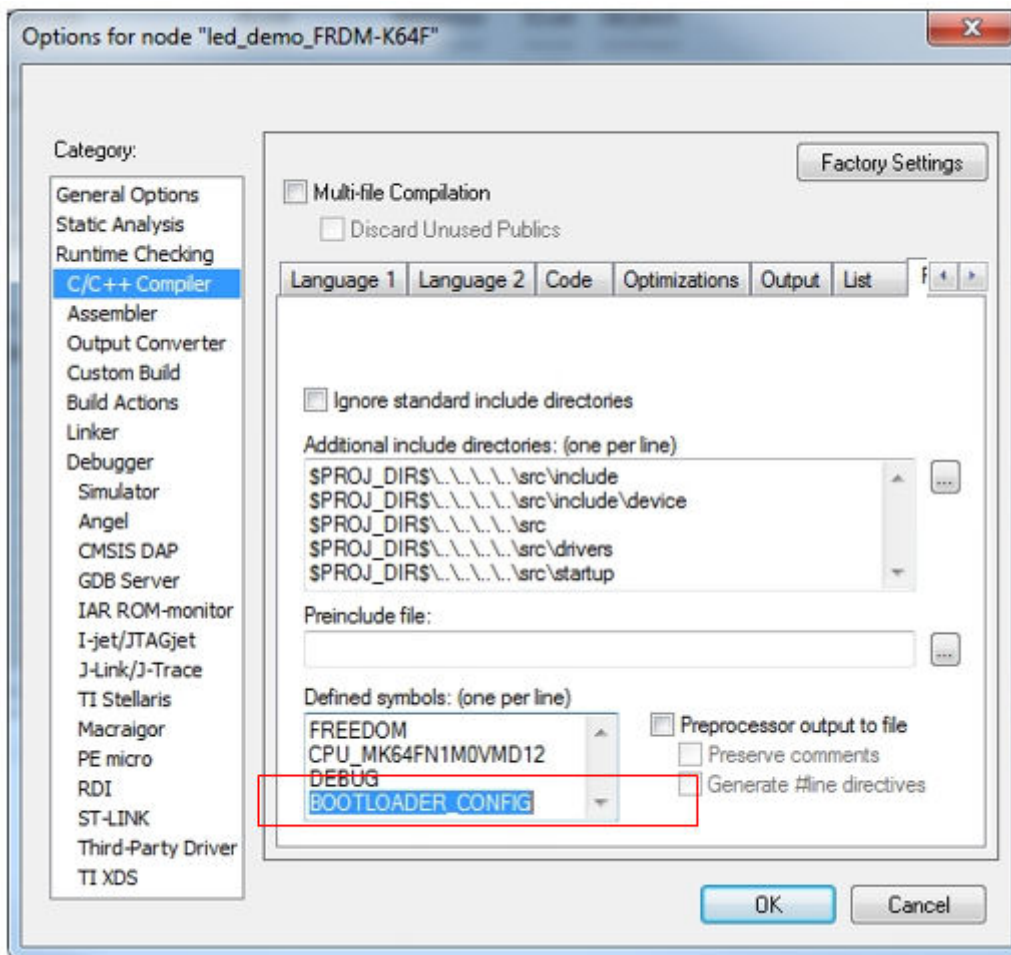 Options for node "led_demo_FRDM-K64F"
Category:
General Options
Static Analysis
Runtime Checking
C/C++ Compiler
Assembler
Output Converter
Custom Build
Build Actions
Linker
Debugger
Simulator
Angel
CMSIS DAP
GDB Server
IAR ROM-monitor
I-jet/JTAGjet
J-Link/J-Trace
TI Stellaris
Macraigor
PE micro
RDI
ST-LINK
Third-Party Driver
TI XDS
Factory Settings
Multi-file Compilation
Discard Unused Publics
Language 1 Language 2 Code Optimizations Output List
Ignore standard include directories
Additional include directories: (one per line)
$PROJ_DIR$\..\..\..\..\src\include
$PROJ_DIR$\..\..\..\..\src\include\device
$PROJ_DIR$\..\..\..\..\src
$PROJ_DIR$\..\..\..\..\src\drivers
$PROJ_DIR$\..\..\..\..\src\startup
...
Preinclude file:
...
Defined symbols: (one per line)
FREEDOM
CPU_MK64FN1M0VMD12
DEBUG
BOOTLOADER_CONFIG
Preprocessor output to file
Preserve comments
Generate #line directives
OK Cancel